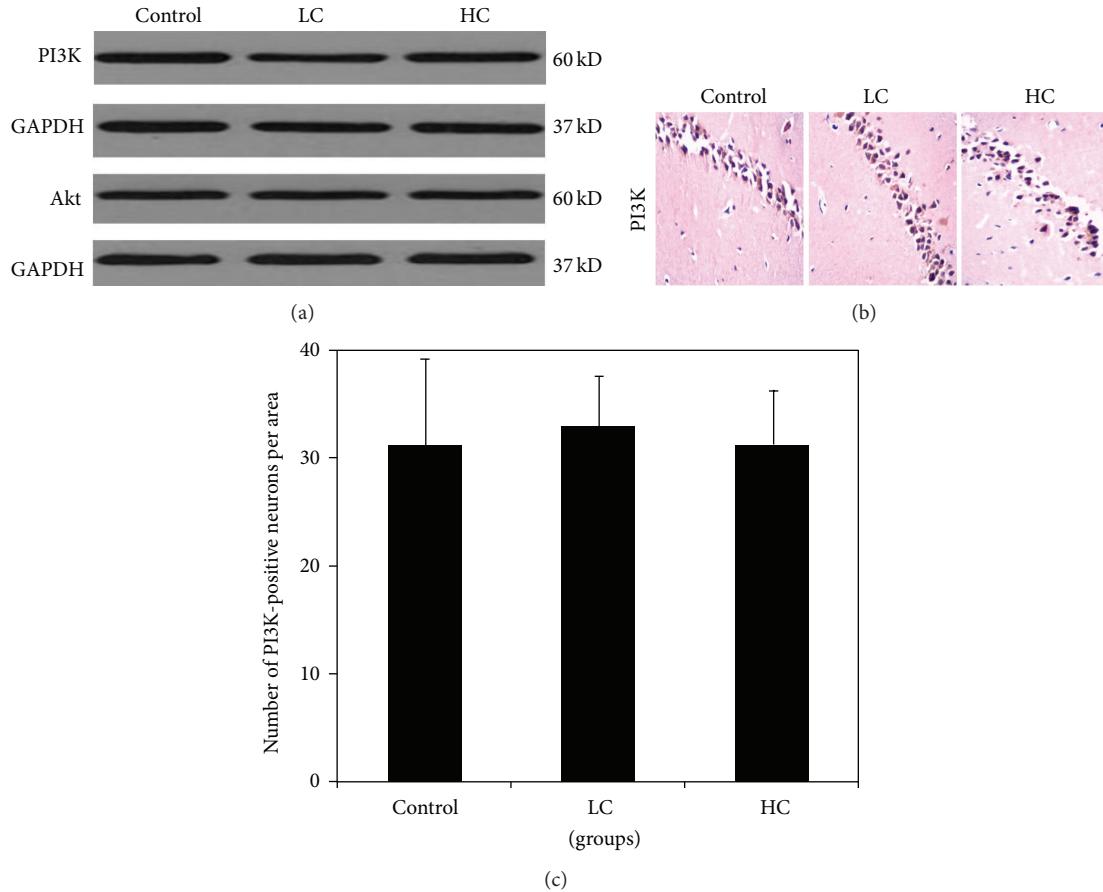 Control LC HC
PI3K 60 kD
GAPDH 37 kD
Akt 60 kD
GAPDH 37 kD
(a)
Control LC HC
PI3K
(b)
Number of PI3K-positive neurons per area
40
30
20
10
0
Control LC HC
(groups)
(c)